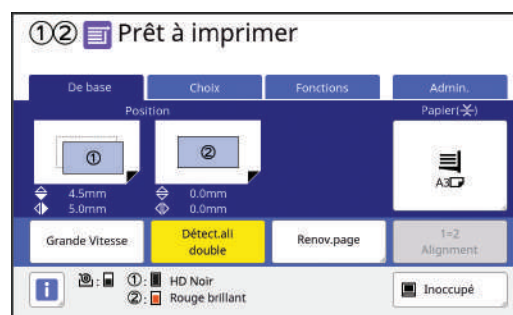 ①② Prêt à imprimer
De base Choix Fonctions Admin.
Position Papier(
① ② A3
4.5mm 0.0mm
5.0mm 0.0mm
Grande Vitesse Détect.ali double Renov.page 1=2 Alignment
①: HD Noir
②: Rouge brillant
Inoccupé